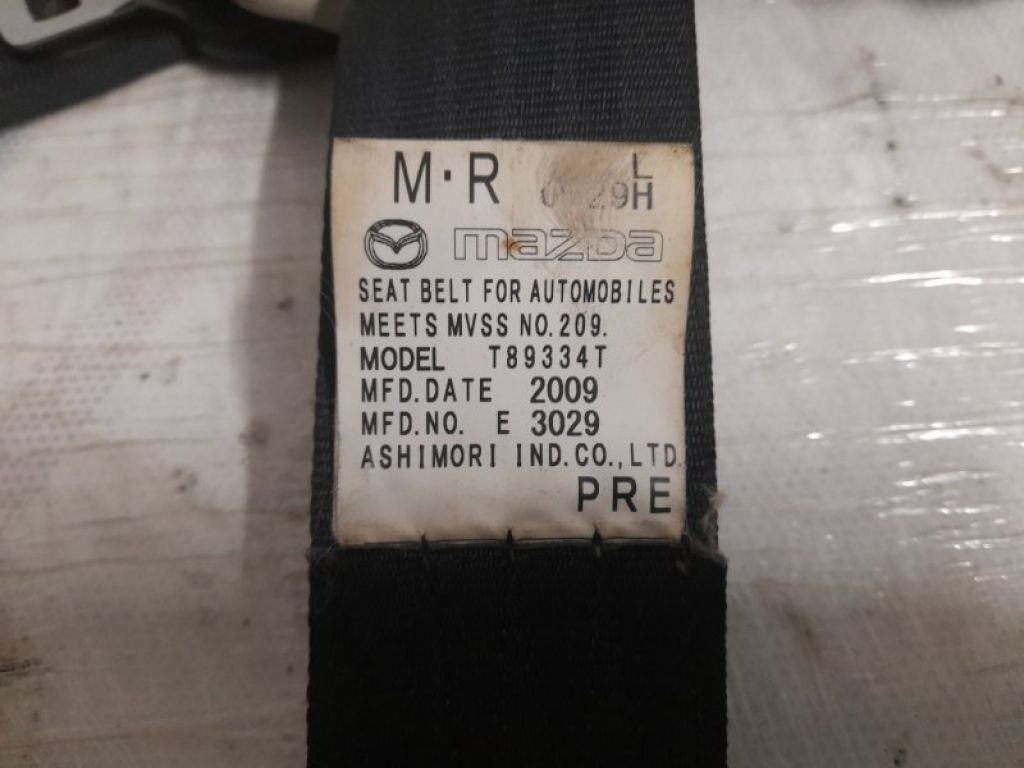 M·R L
29H
mazda
SEAT BELT FOR AUTOMOBILES
MEETS MVSS NO.209.
MODEL T89334T
MFD.DATE 2009
MFD.NO. E 3029
ASHIMORI IND.CO.,LTD.
PRE